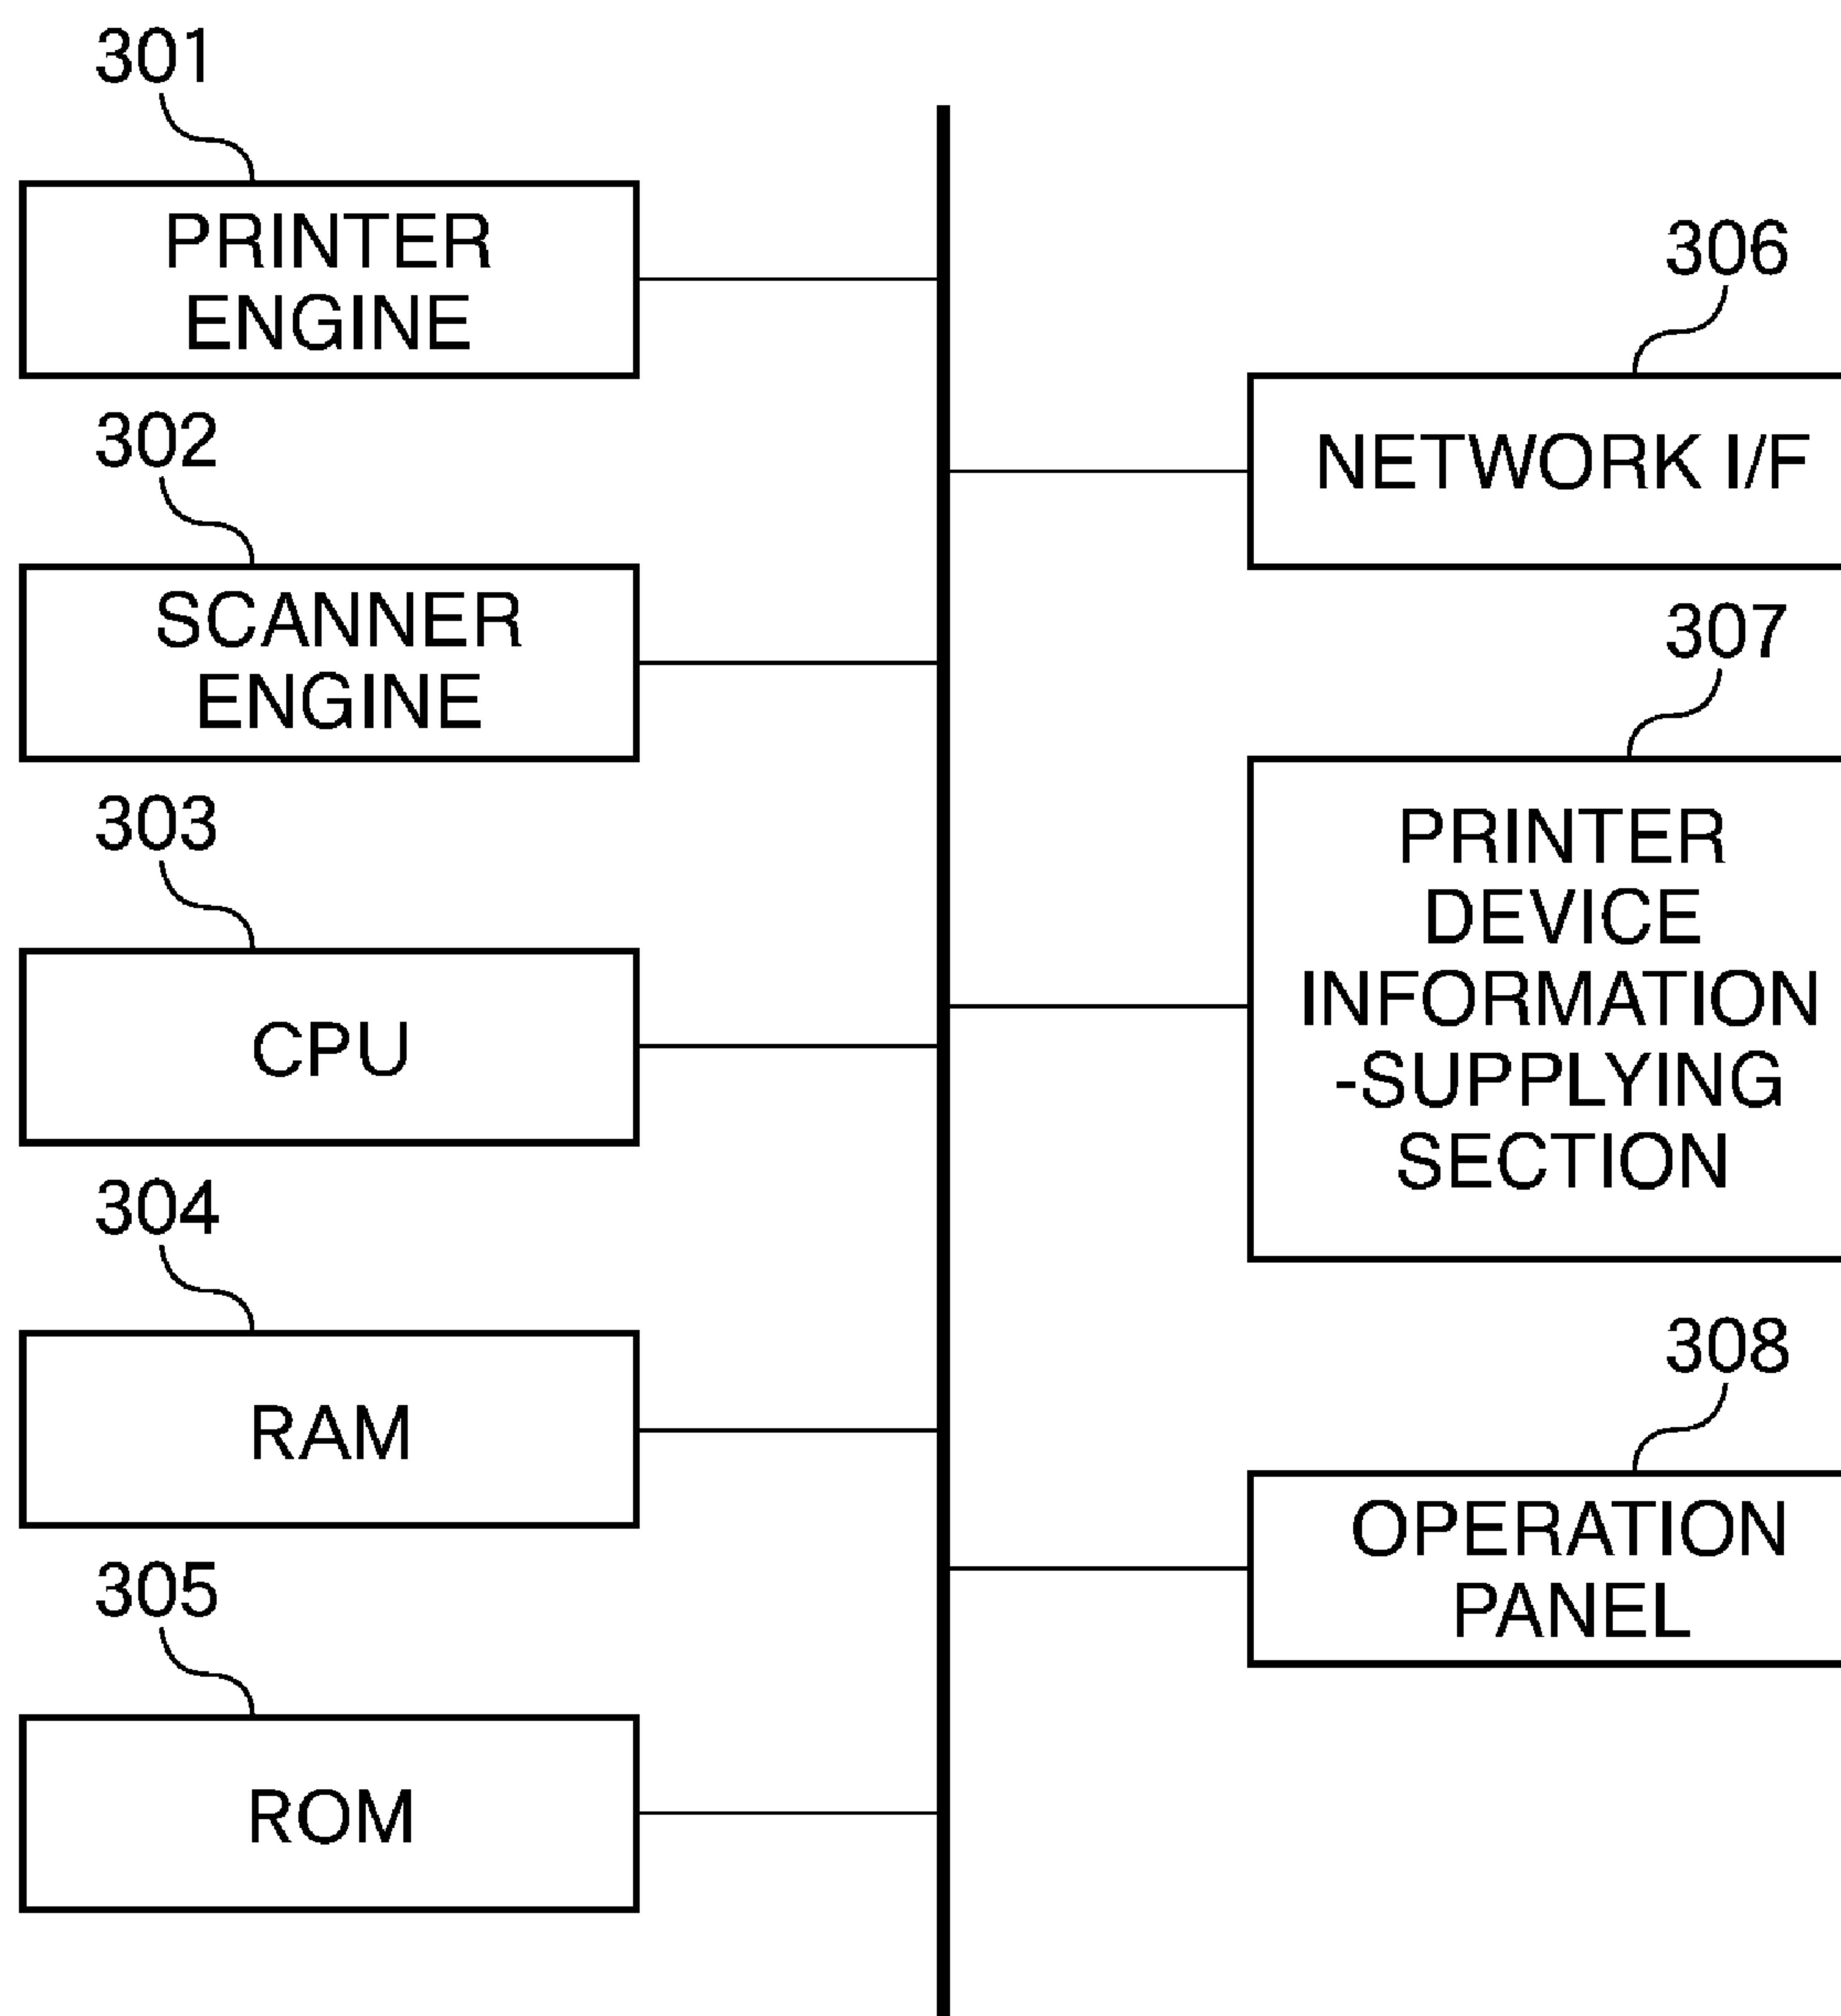 301
PRINTER
ENGINE
302
SCANNER
ENGINE
303
CPU
304
RAM
305
ROM
306
NETWORK I/F
307
PRINTER
DEVICE
INFORMATION
-SUPPLYING
SECTION
308
OPERATION
PANEL